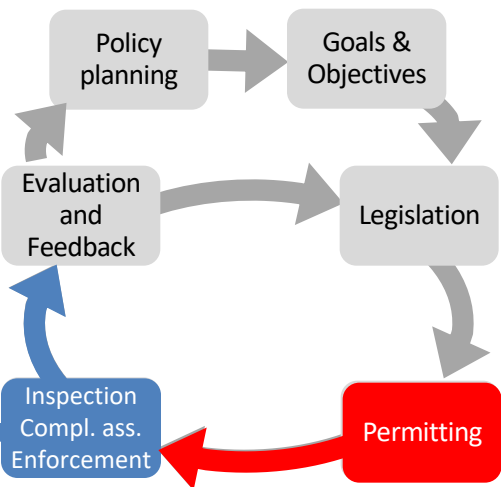 Policy
planning
Goals &
Objectives
Evaluation
and
Feedback
Legislation
Inspection
Compl. ass.
Enforcement
Permitting